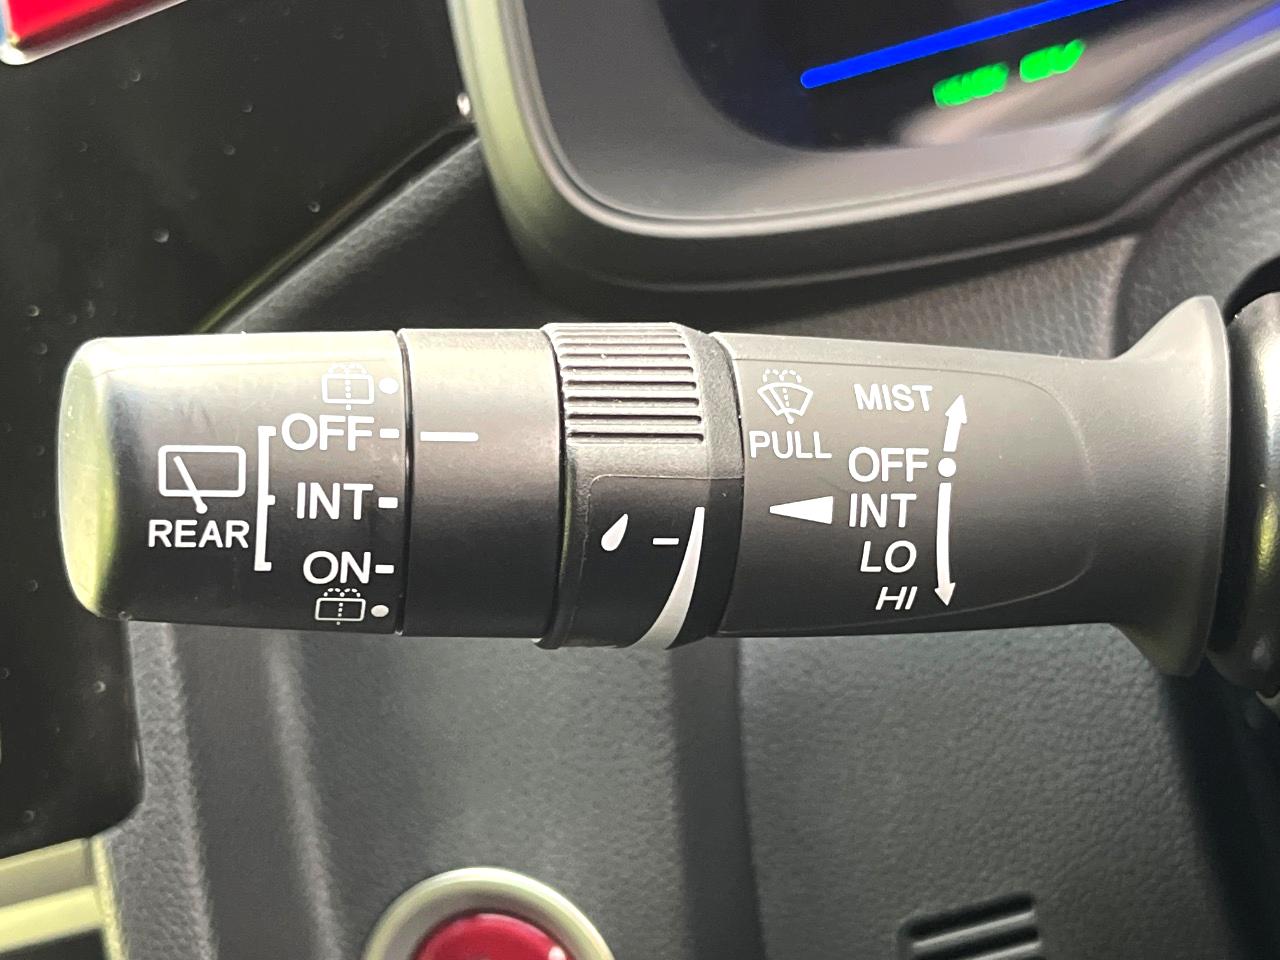 OFF
INT
REAR
ON
PULL
MIST
OFF
INT
LO
HI